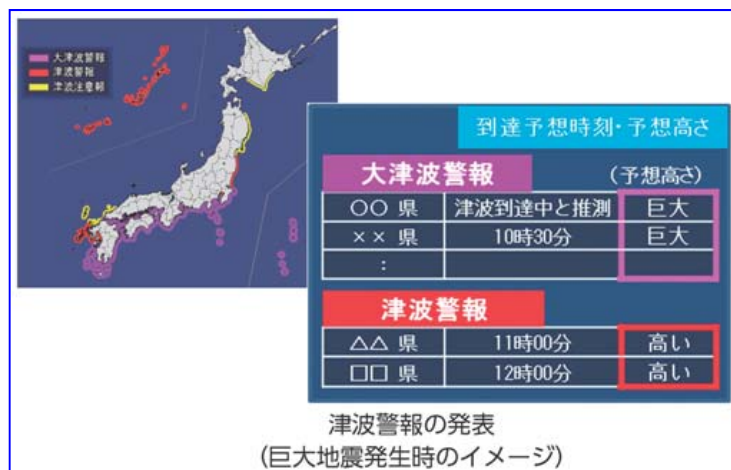 大津波警報
津波警報
津波注意報
到達予想時刻・予想高さ
大津波警報 (予想高さ)
○○ 県 津波到達中と推測 巨大
×× 県 10時30分 巨大
:
津波警報
△△ 県 11時00分 高い
□□ 県 12時00分 高い
津波警報の発表
(巨大地震発生時のイメージ)